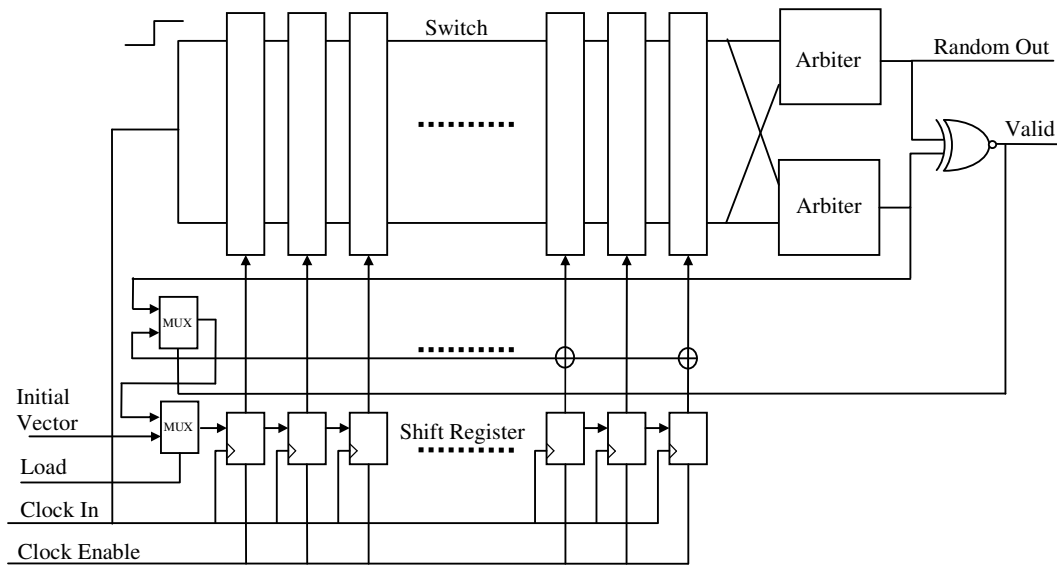 Switch
Arbiter
Random Out
Valid
Arbiter
MUX
Initial
Vector
MUX
Shift Register
Load
Clock In
Clock Enable